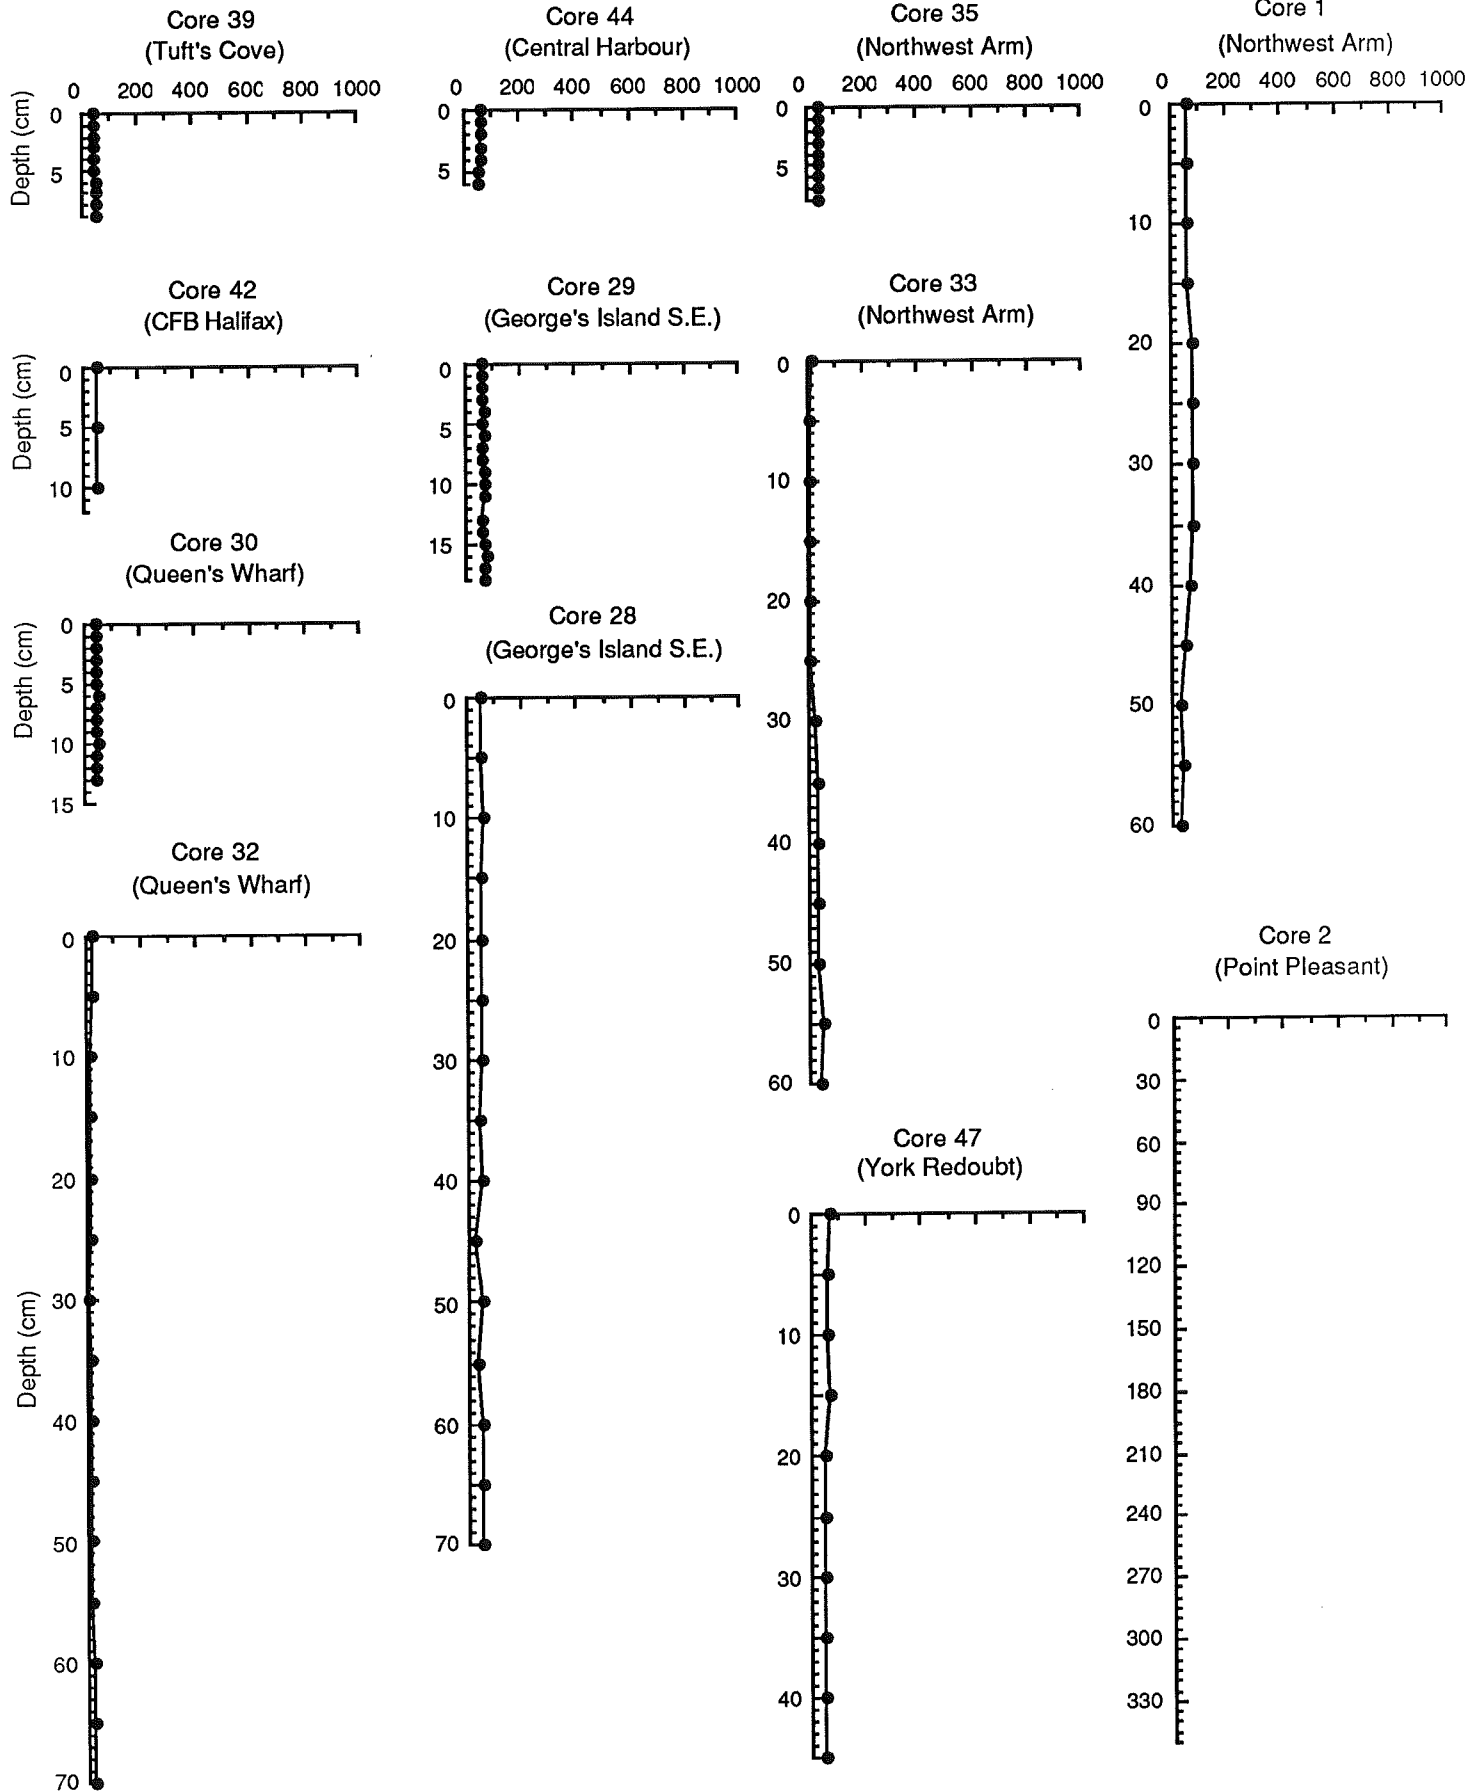 Core 39
(Tuft's Cove)
0 200 400 600 800 1000
Depth (cm)
0
5
Core 42
(CFB Halifax)
Depth (cm)
0
5
10
Core 30
(Queen's Wharf)
Depth (cm)
0
5
10
15
Core 32
(Queen's Wharf)
Depth (cm)
0
10
20
30
40
50
60
70
Core 44
(Central Harbour)
0 200 400 600 800 1000
0
5
Core 29
(George's Island S.E.)
0
5
10
15
Core 28
(George's Island S.E.)
0
10
20
30
40
50
60
70
Core 35
(Northwest Arm)
0 200 400 600 800 1000
0
5
Core 33
(Northwest Arm)
0
10
20
30
40
50
60
Core 47
(York Redoubt)
0
10
20
30
40
Core 1
(Northwest Arm)
0 200 400 600 800 1000
0
10
20
30
40
50
60
Core 2
(Point Pleasant)
0
30
60
90
120
150
180
210
240
270
300
330